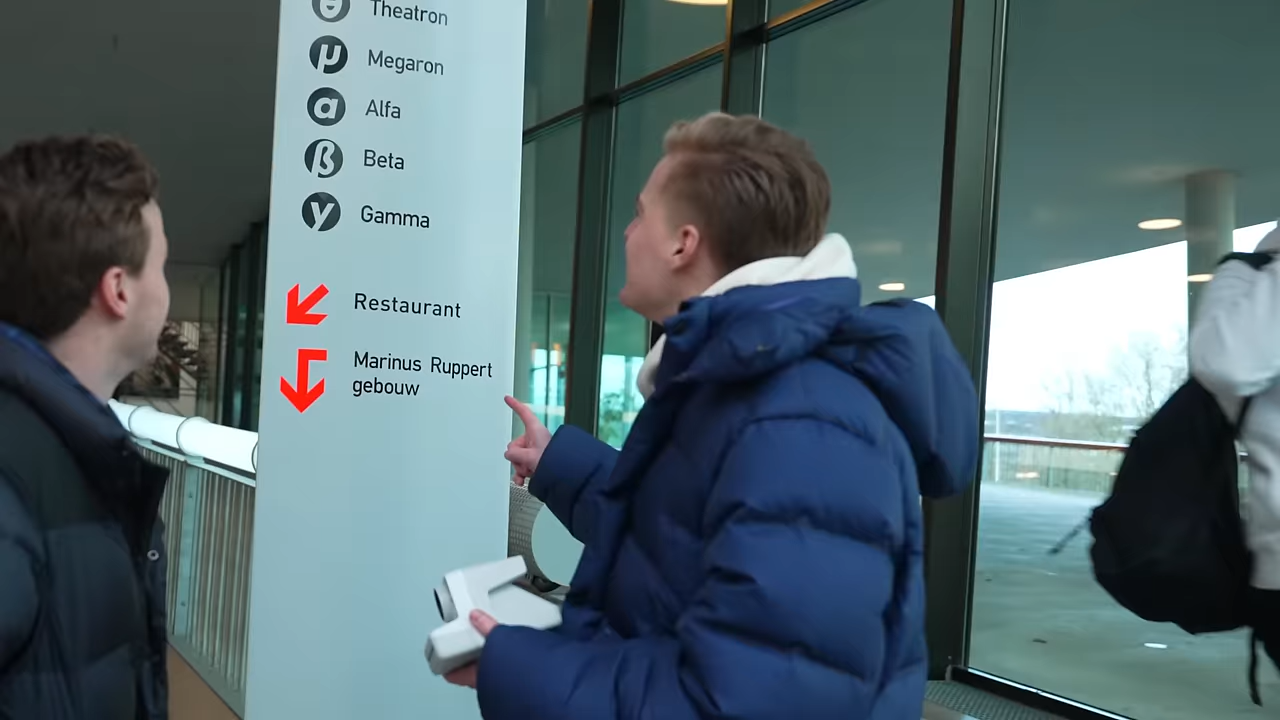 Theatron
μ Megaron
a Alfa
β Beta
γ Gamma
Restaurant
Marinus Ruppert
gebouw